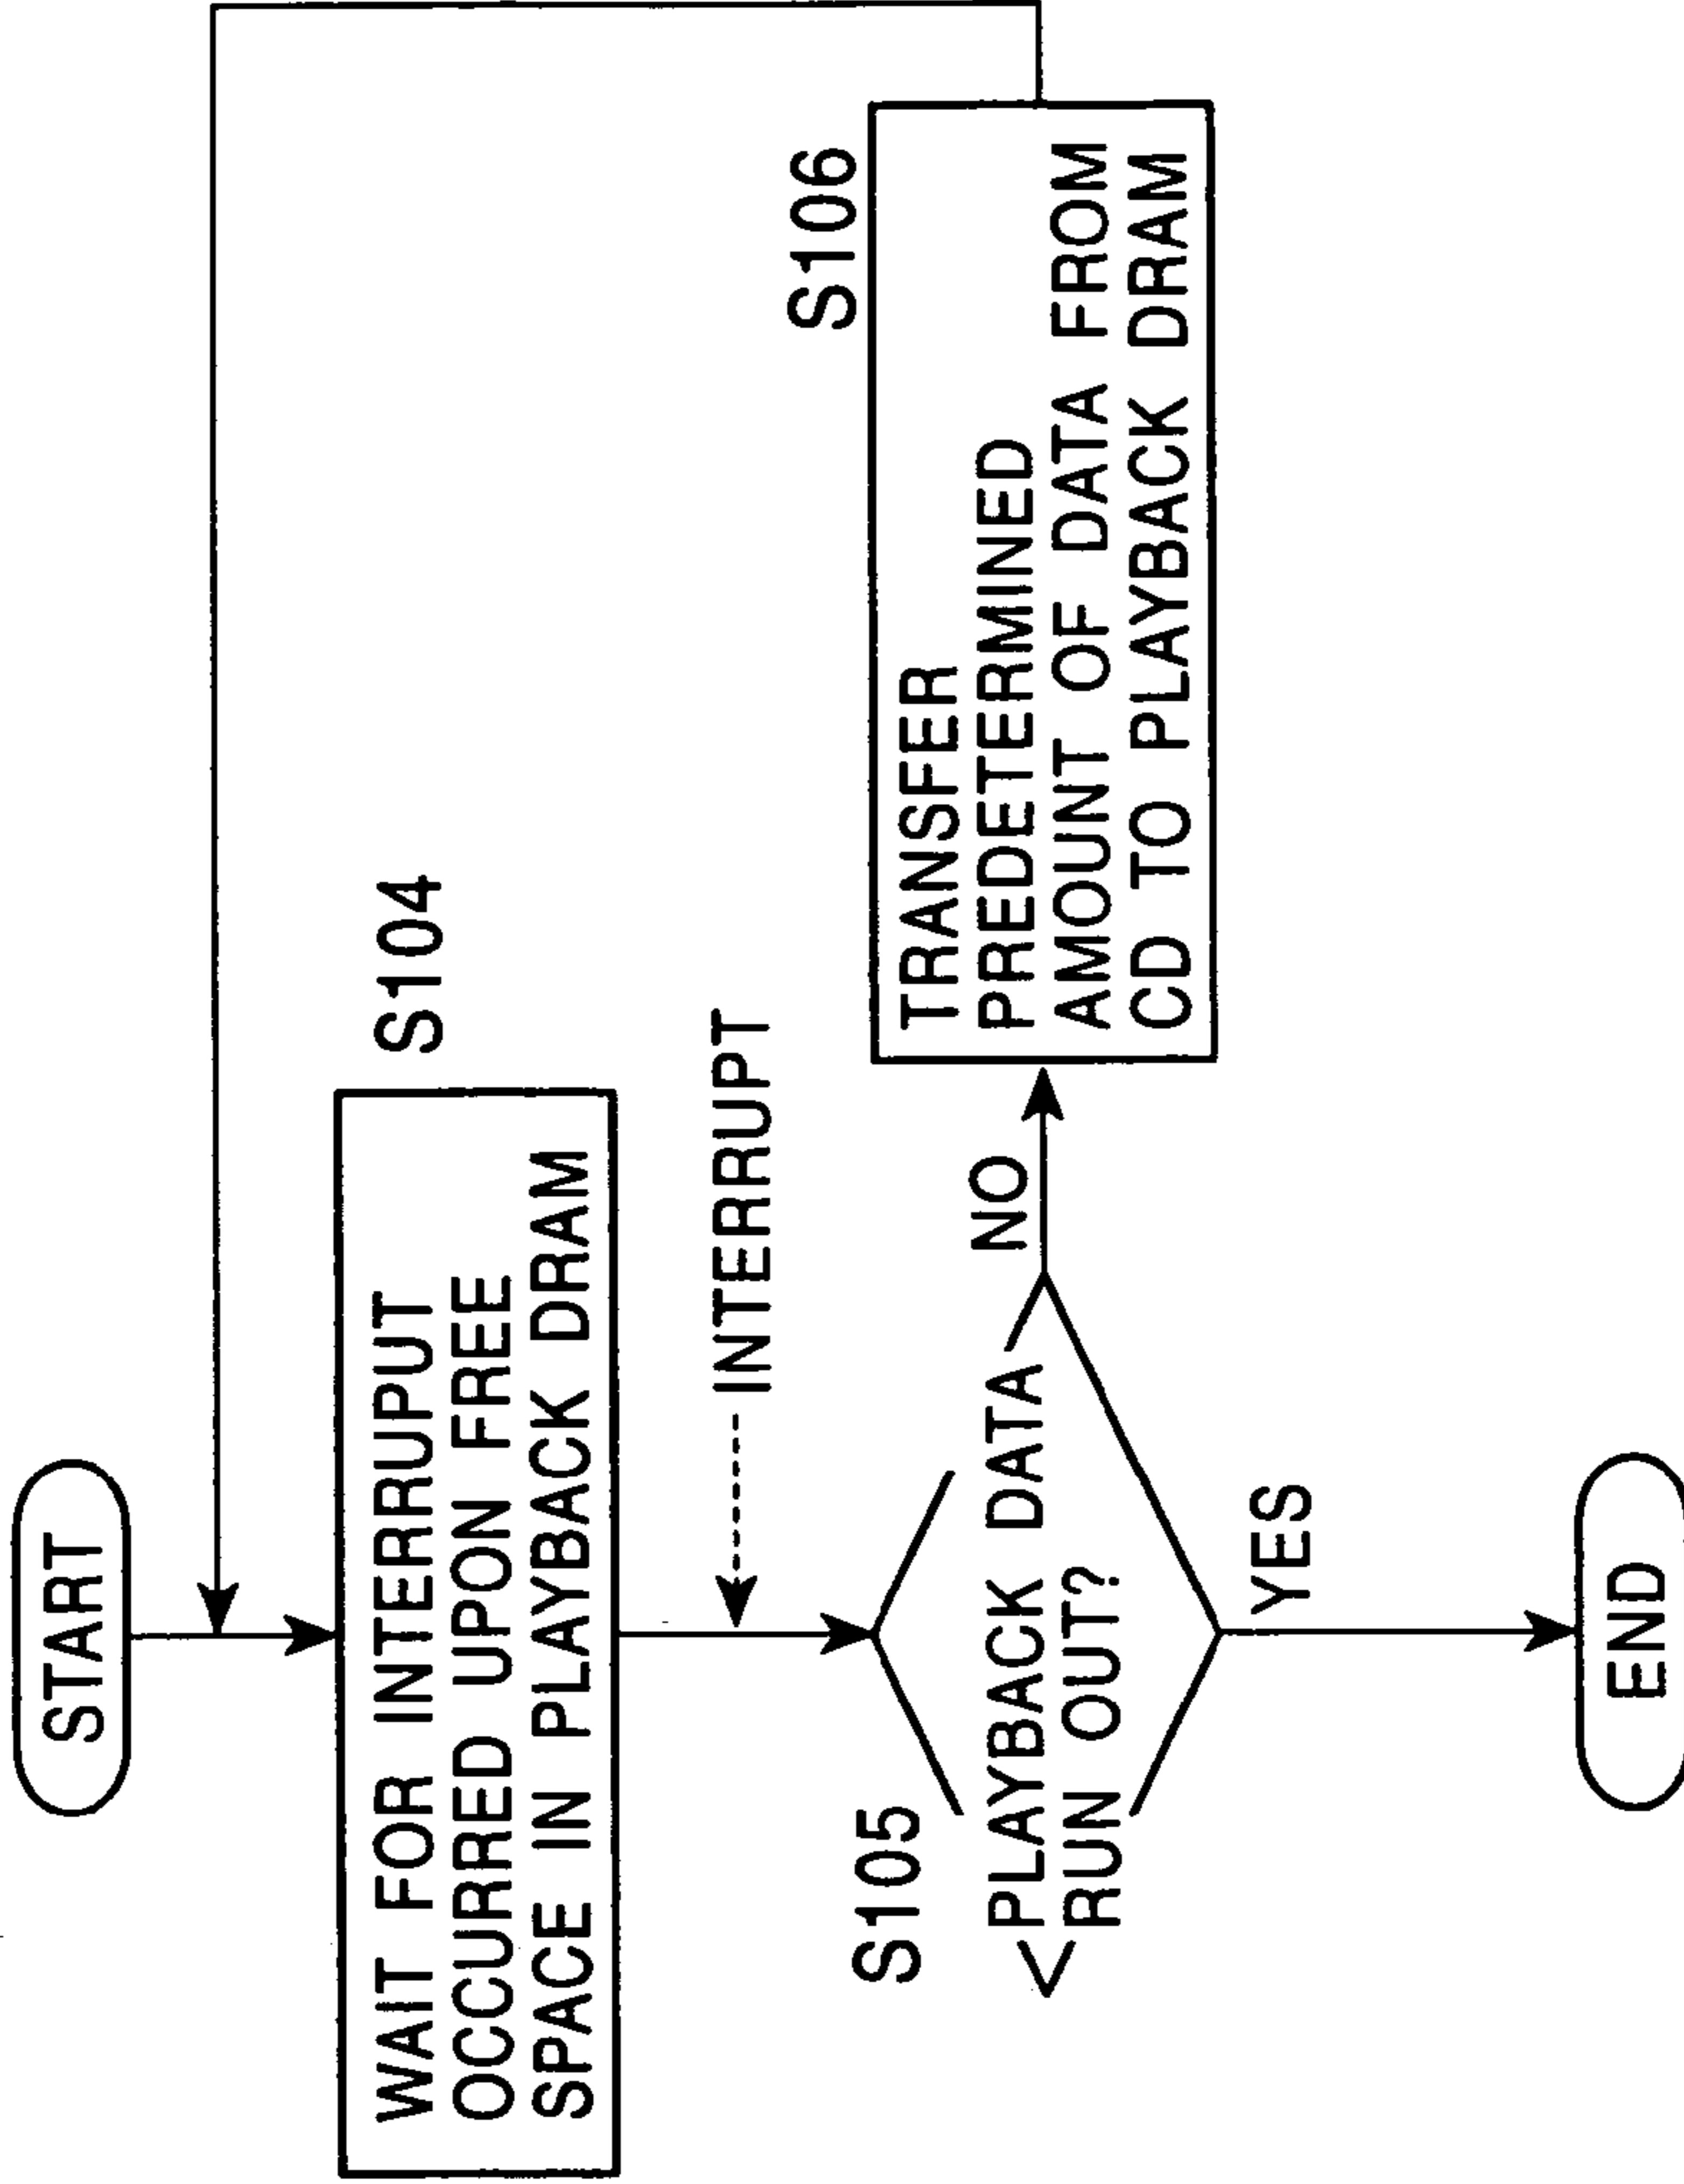 START
S104
WAIT FOR INTERRUPUT
OCCURRED UPON FREE
SPACE IN PLAYBACK DRAM
INTERRUPT
S105
PLAYBACK DATA
RUN OUT?
NO
S106
TRANSFER
PREDETERMINED
AMOUNT OF DATA FROM
CD TO PLAYBACK DRAM
YES
END